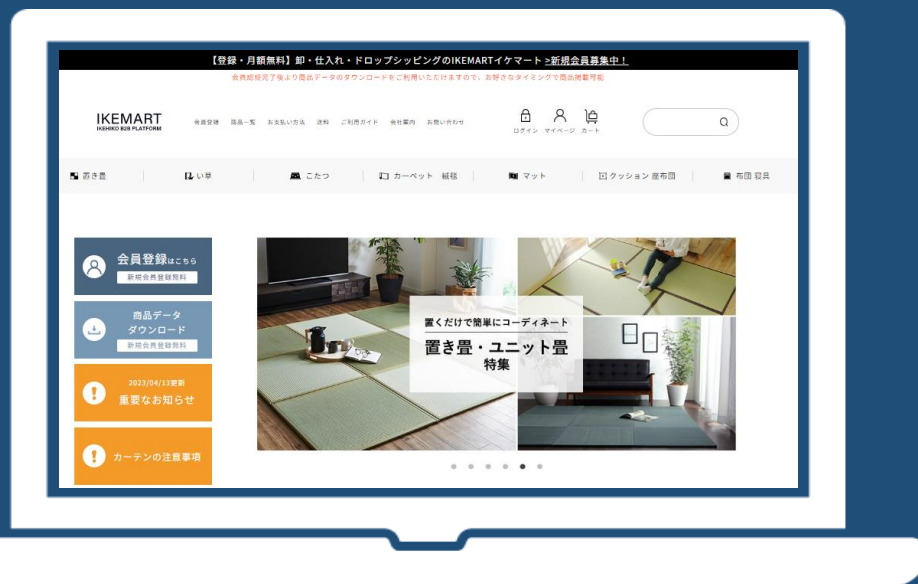 【登録・月額無料】卸・仕入れ・ドロップシッピングのIKEMARTイケマート >新規会員募集中！
会員登録完了後より商品データのダウンロードをご利用いただけますので、お好きなタイミングで商品掲載可能
IKEMART
IKEHIKO B2B PLATFORM
会員登録 商品一覧 お支払い方法 送料 ご利用ガイド 会社案内 お問い合わせ
ログイン マイページ カート
置き畳 い草 こたつ カーペット 絨毯 マット クッション 座布団 布団 寝具
会員登録はこちら
新規会員登録無料
商品データ
ダウンロード
新規会員登録無料
2023/04/13更新
重要なお知らせ
カーテンの注意事項
置くだけで簡単にコーディネート
置き畳・ユニット畳
特集